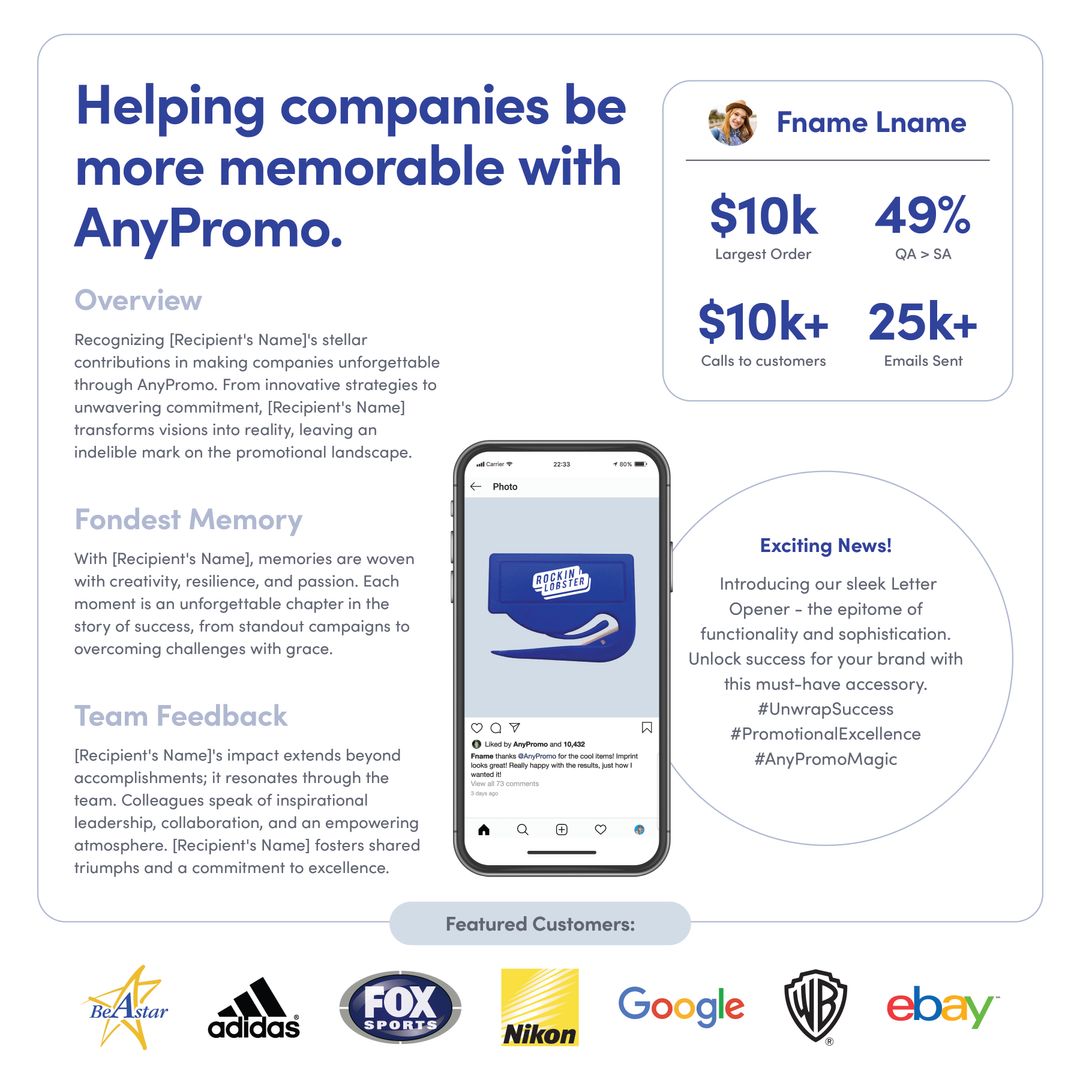 Helping companies be
more memorable with
AnyPromo.
Overview
Recognizing [Recipient's Name]'s stellar
contributions in making companies unforgettable
through AnyPromo. From innovative strategies to
unwavering commitment, [Recipient's Name]
transforms visions into reality, leaving an
indelible mark on the promotional landscape.
Fondest Memory
With [Recipient's Name], memories are woven
with creativity, resilience, and passion. Each
moment is an unforgettable chapter in the
story of success, from standout campaigns to
overcoming challenges with grace.
Team Feedback
[Recipient's Name]'s impact extends beyond
accomplishments; it resonates through the
team. Colleagues speak of inspirational
leadership, collaboration, and an empowering
atmosphere. [Recipient's Name] fosters shared
triumphs and a commitment to excellence.
Fname Lname
$10k 49%
Largest Order QA > SA
$10k+ 25k+
Calls to customers Emails Sent
Carrier 22:33 80%
Photo
ROCKIN
LOBSTER
Liked by AnyPromo and 10,432
Fname thanks @AnyPromo for the cool items! Imprint
looks great! Really happy with the results, just how I
wanted it!
View all 73 comments
3 days ago
Exciting News!
Introducing our sleek Letter
Opener - the epitome of
functionality and sophistication.
Unlock success for your brand with
this must-have accessory.
#UnwrapSuccess
#PromotionalExcellence
#AnyPromoMagic
Featured Customers:
BeAstar
adidas®
FOX
SPORTS
Nikon
Google
WB®
ebay™